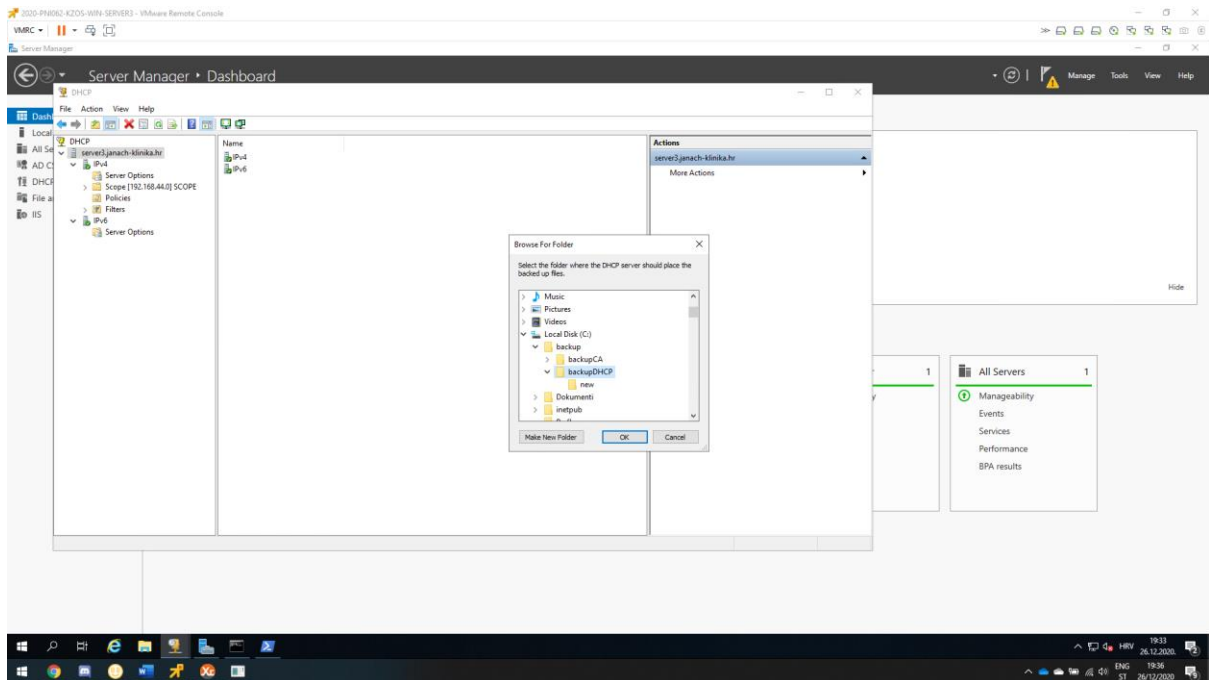 2020-PNI062-KZOS-WIN-SERVER3 - VMware Remote Console
VMRC
Server Manager
Server Manager • Dashboard
Manage Tools View Help
DHCP
File Action View Help
Dash
Local
All Se
AD C
DHCP
File a
IIS
DHCP
server3.janach-klinika.hr
IPv4
Server Options
Scope [192.168.44.0] SCOPE
Policies
Filters
IPv6
Server Options
Name
IPv4
IPv6
Actions
server3.janach-klinika.hr
More Actions
Browse For Folder
Select the folder where the DHCP server should place the
backed up files.
Music
Pictures
Videos
Local Disk (C:)
backup
backupCA
backupDHCP
new
Dokumenti
inetpub
Make New Folder OK Cancel
Hide
1
y
All Servers 1
Manageability
Events
Services
Performance
BPA results
HRV 19:33
26.12.2020.
2
ENG 19:36
ST 26/12/2020